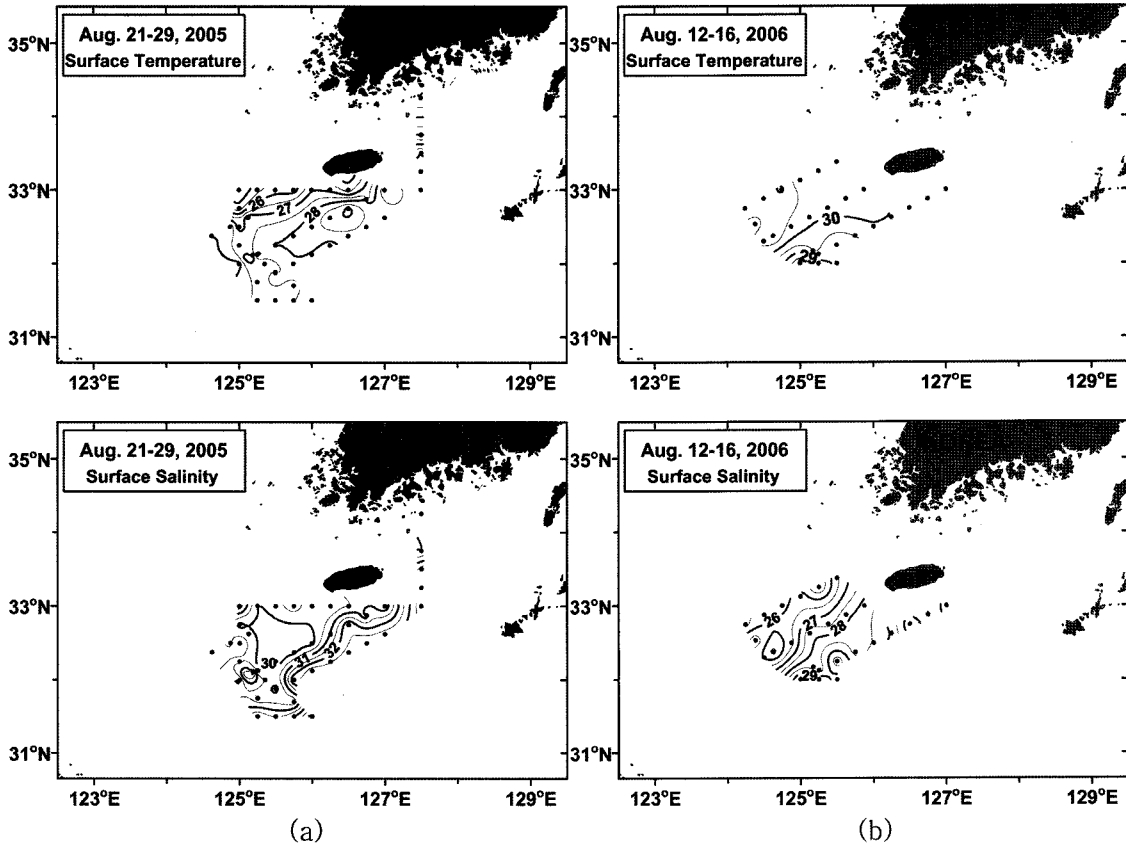 Aug. 21-29, 2005
Surface Temperature
35°N
33°N
31°N
26
27
28
123°E
125°E
127°E
129°E
Aug. 12-16, 2006
Surface Temperature
35°N
33°N
31°N
30
29
123°E
125°E
127°E
129°E
Aug. 21-29, 2005
Surface Salinity
35°N
33°N
31°N
30
31
32
123°E
125°E
127°E
129°E
(a)
Aug. 12-16, 2006
Surface Salinity
35°N
33°N
31°N
26
27
28
29
123°E
125°E
127°E
129°E
(b)